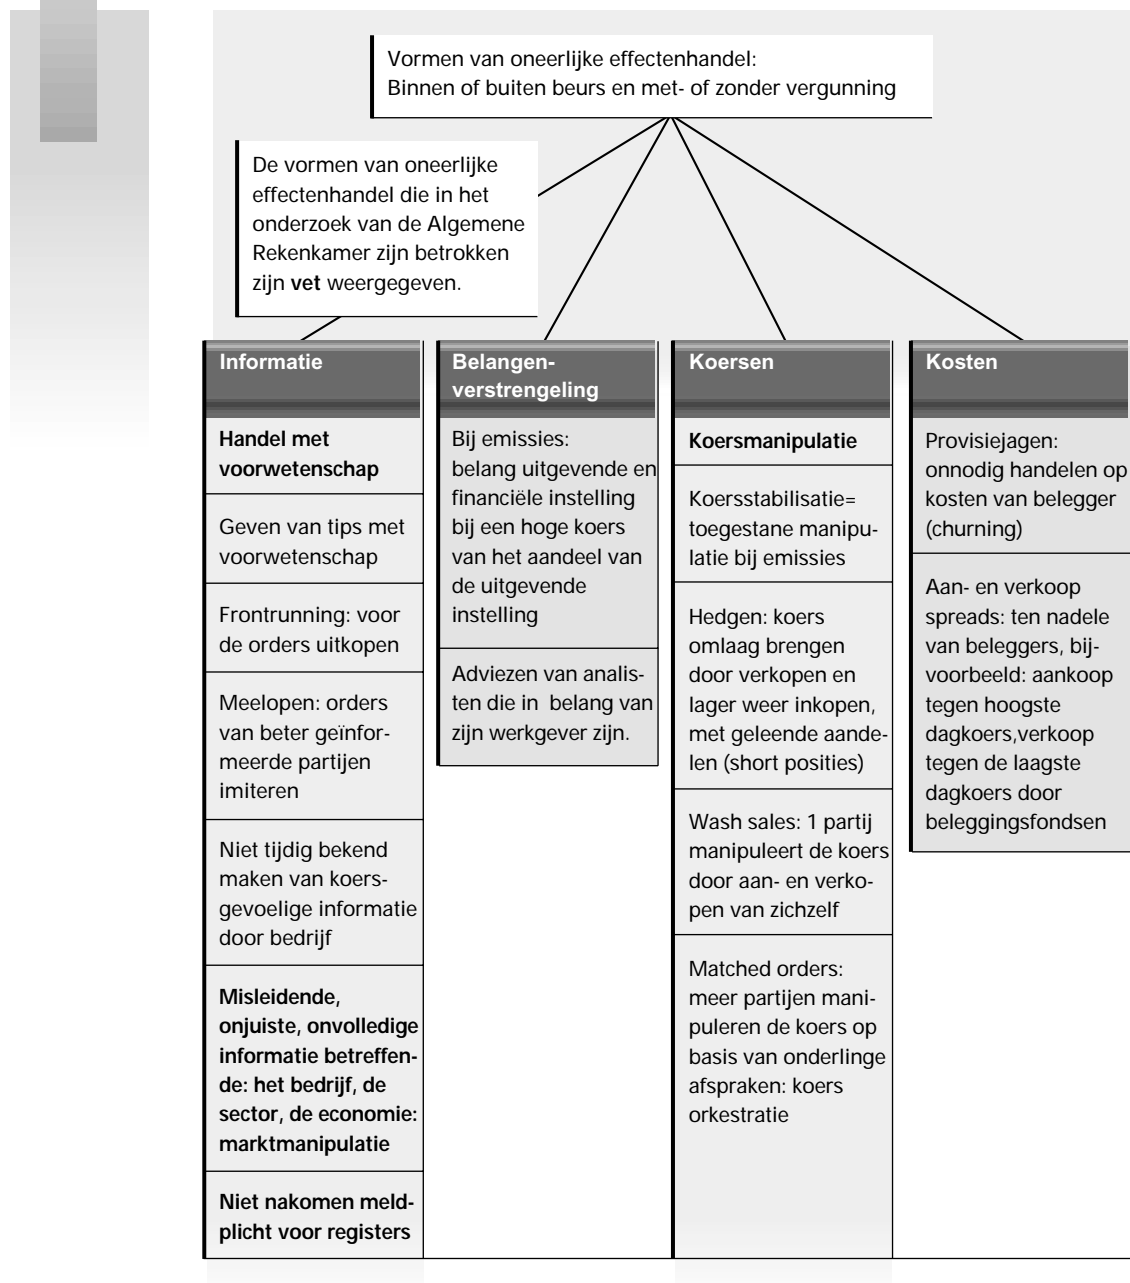 Vormen van oneerlijke effectenhandel:
Binnen of buiten beurs en met- of zonder vergunning
De vormen van oneerlijke
effectenhandel die in het
onderzoek van de Algemene
Rekenkamer zijn betrokken
zijn vet weergegeven.
Informatie
Handel met
voorwetenschap
Geven van tips met
voorwetenschap
Frontrunning: voor
de orders uitkopen
Meelopen: orders
van beter geïnfor-
meerde partijen
imiteren
Niet tijdig bekend
maken van koers-
gevoelige informatie
door bedrijf
Misleidende,
onjuiste, onvolledige
informatie betreffen-
de: het bedrijf, de
sector, de economie:
marktmanipulatie
Niet nakomen meld-
plicht voor registers
Belangen-
verstrengeling
Bij emissies:
belang uitgevende en
financiële instelling
bij een hoge koers
van het aandeel van
de uitgevende
instelling
Adviezen van analis-
ten die in belang van
zijn werkgever zijn.
Koersen
Koersmanipulatie
Koersstabilisatie=
toegestane manipu-
latie bij emissies
Hedgen: koers
omlaag brengen
door verkopen en
lager weer inkopen,
met geleende aande-
len (short posities)
Wash sales: 1 partij
manipuleert de koers
door aan- en verko-
pen van zichzelf
Matched orders:
meer partijen mani-
puleren de koers op
basis van onderlinge
afspraken: koers
orkestratie
Kosten
Provisiejagen:
onnodig handelen op
kosten van belegger
(churning)
Aan- en verkoop
spreads: ten nadele
van beleggers, bij-
voorbeeld: aankoop
tegen hoogste
dagkoers,verkoop
tegen de laagste
dagkoers door
beleggingsfondsen